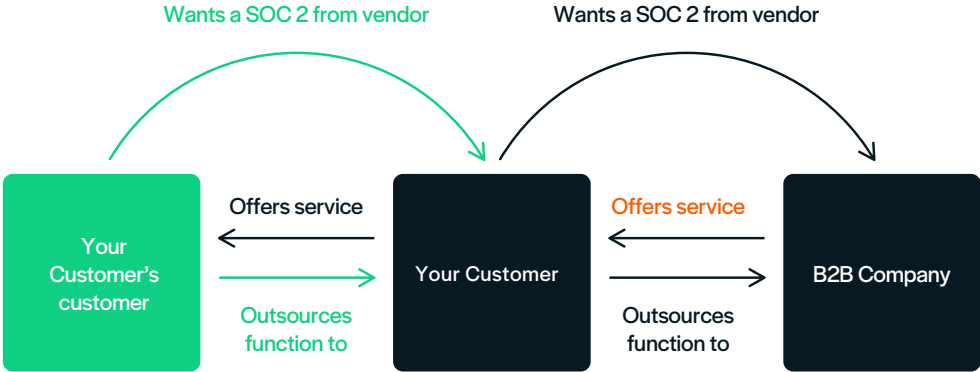 Wants a SOC 2 from vendor
Wants a SOC 2 from vendor
Your
Customer’s
customer
Offers service
Outsources
function to
Your Customer
Offers service
Outsources
function to
B2B Company